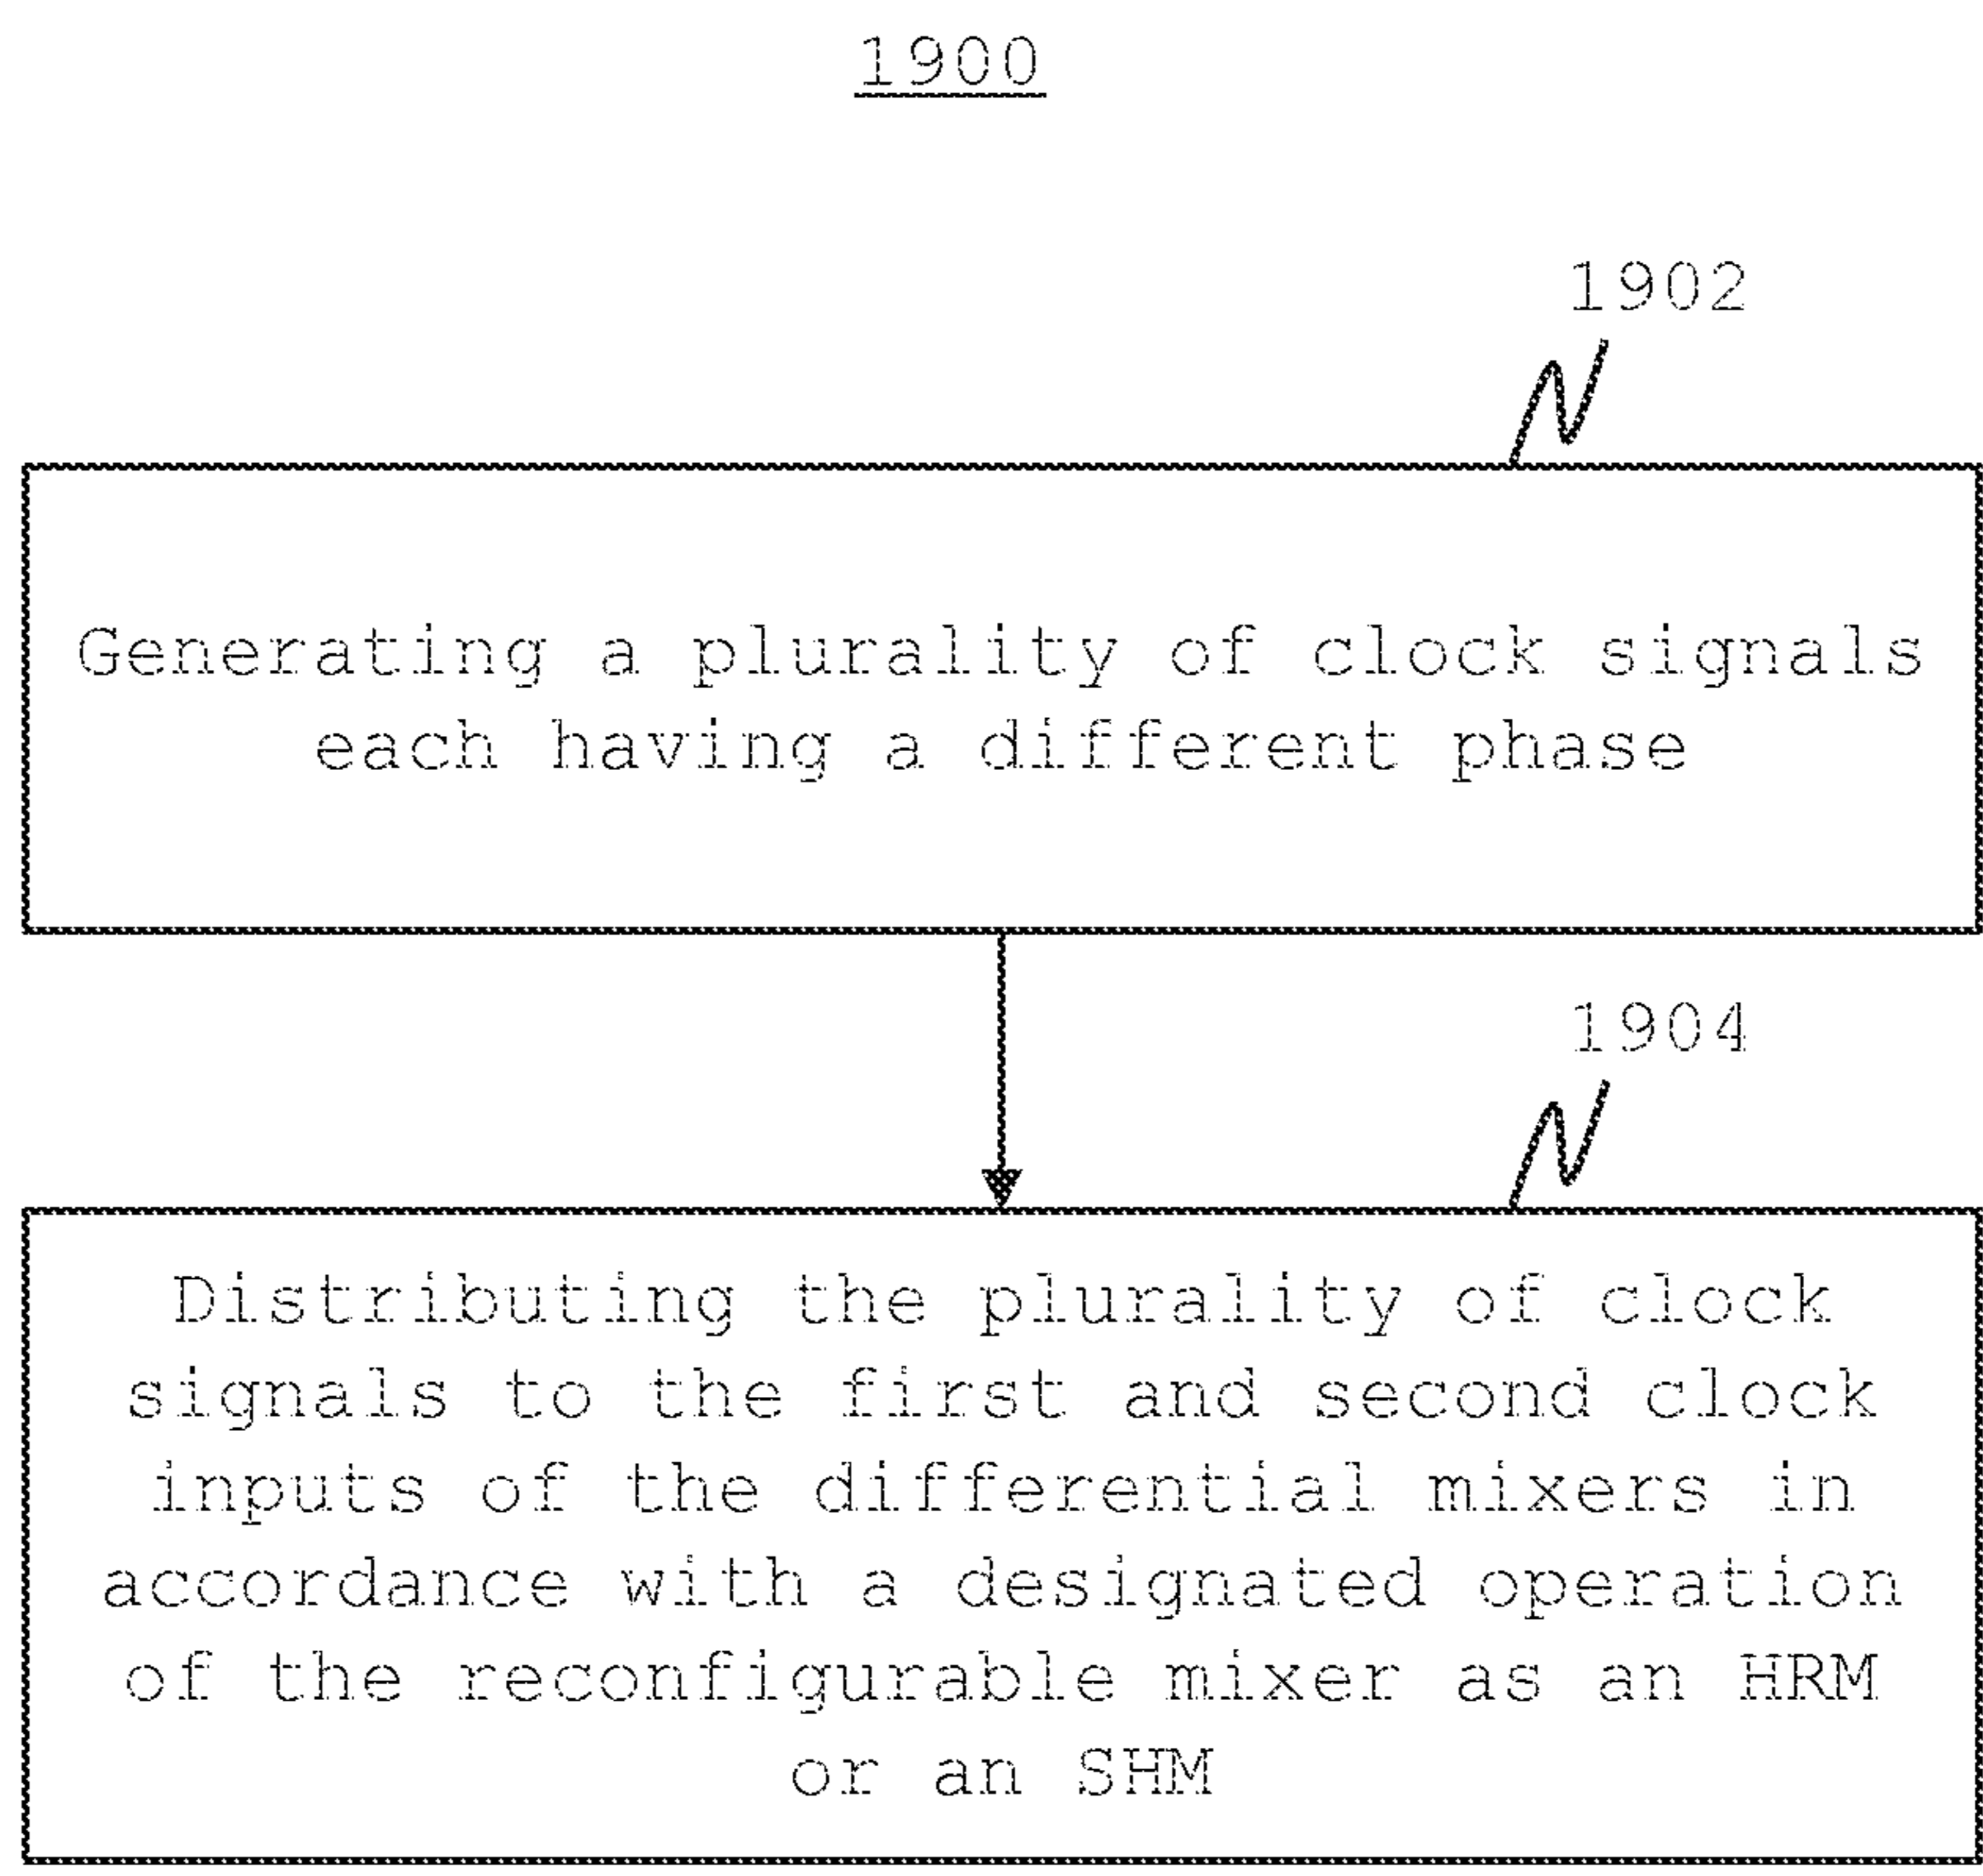 1900
1902
Generating a plurality of clock signals
each having a different phase
1904
Distributing the plurality of clock
signals to the first and second clock
inputs of the differential mixers in
accordance with a designated operation
of the reconfigurable mixer as an HRM
or an SHM